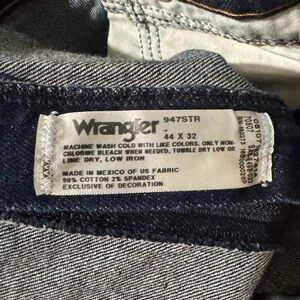 Wrangler 947STR
-
44 X 32
MACHINE WASH COLD WITH LIKE COLORS, ONLY NON-
CHLORINE BLEACH WHEN NEEDED, TUMBLE DRY LOW or
LINE DRY, LOW IRON
MADE IN MEXICO OF US FABRIC
98% COTTON 2% SPANDEX
EXCLUSIVE OF DECORATION